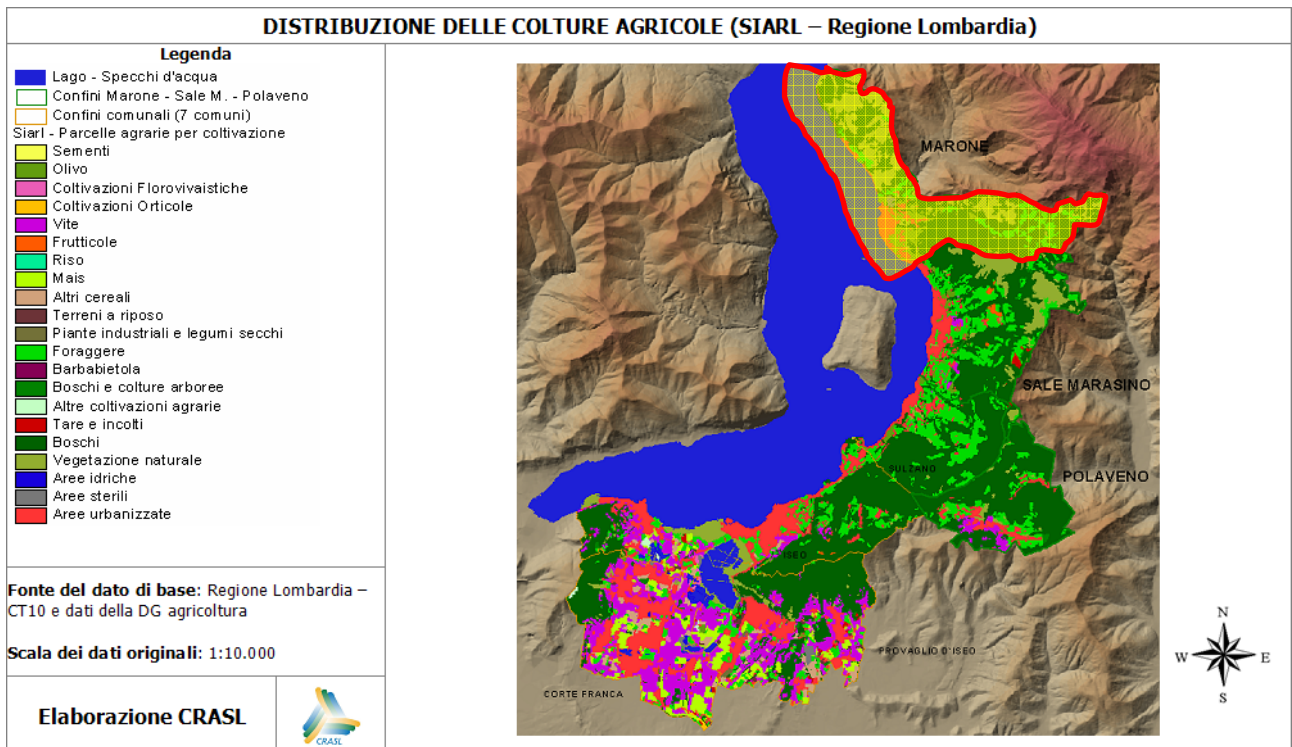 DISTRIBUZIONE DELLE COLTURE AGRICOLE (SIARL – Regione Lombardia)
Legenda
Lago - Specchi d'acqua
Confini Marone - Sale M. - Polaveno
Confini comunali (7 comuni)
Siarl - Parcelle agrarie per coltivazione
Sementi
Olivo
Coltivazioni Florovivaistiche
Coltivazioni Orticole
Vite
Frutticole
Riso
Mais
Altri cereali
Terreni a riposo
Piante industriali e legumi secchi
Foraggere
Barbabietola
Boschi e colture arboree
Altre coltivazioni agrarie
Tare e incolti
Boschi
Vegetazione naturale
Aree idriche
Aree sterili
Aree urbanizzate
Fonte del dato di base: Regione Lombardia –
CT10 e dati della DG agricoltura
Scala dei dati originali: 1:10.000
Elaborazione CRASL
CRASL
MARONE
SALE MARASINO
SULZANO
POLAVENO
ISEO
PROVAGLIO D'ISEO
CORTE FRANCA
N
W
E
S